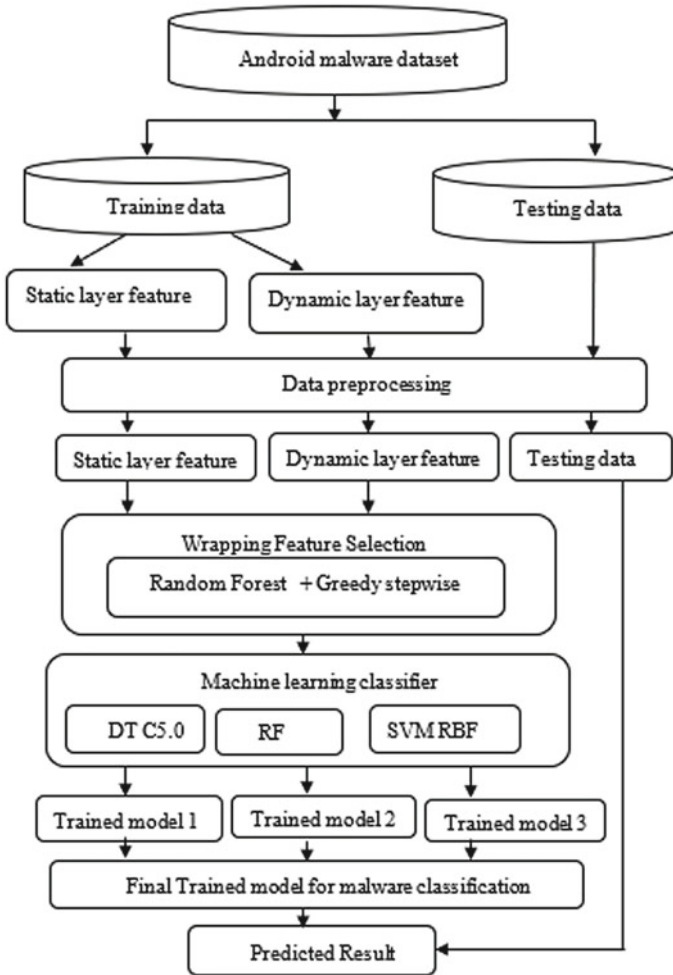 Android malware dataset
Training data
Testing data
Static layer feature
Dynamic layer feature
Data preprocessing
Static layer feature
Dynamic layer feature
Testing data
Wrapping Feature Selection
Random Forest + Greedy stepwise
Machine learning classifier
DT C5.0
RF
SVM RBF
Trained model 1
Trained model 2
Trained model 3
Final Trained model for malware classification
Predicted Result